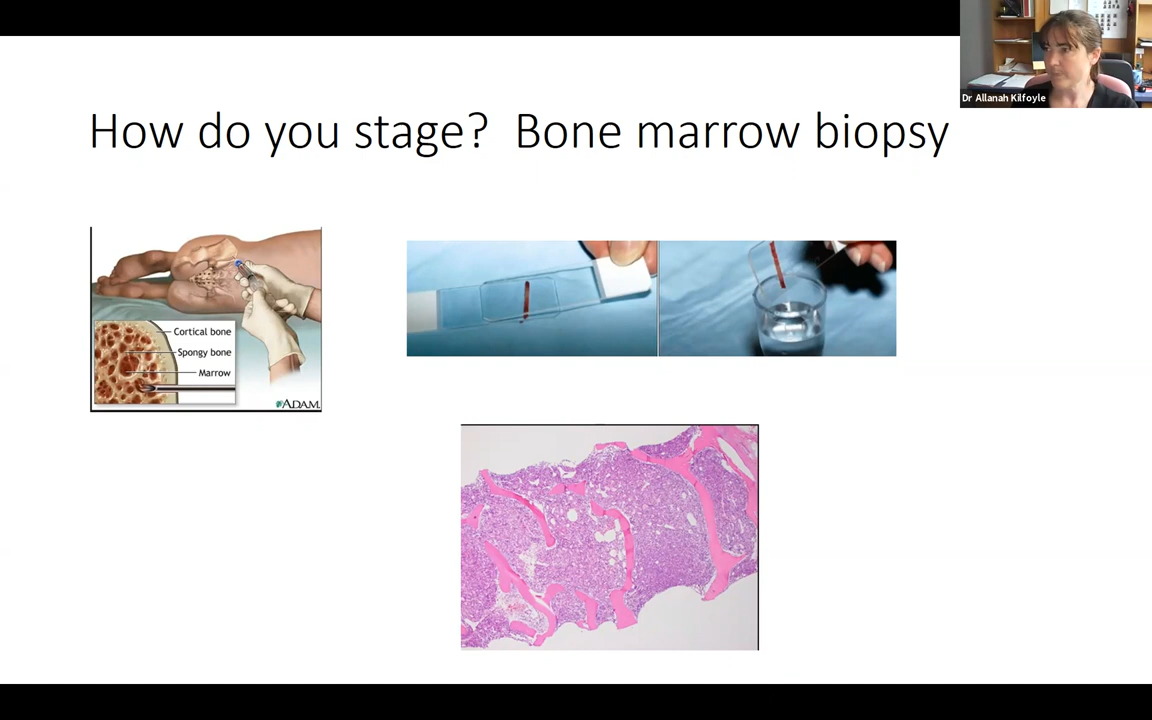 Dr Allanah Kilfoyle
How do you stage? Bone marrow biopsy
Cortical bone
Spongy bone
Marrow
ADAM.